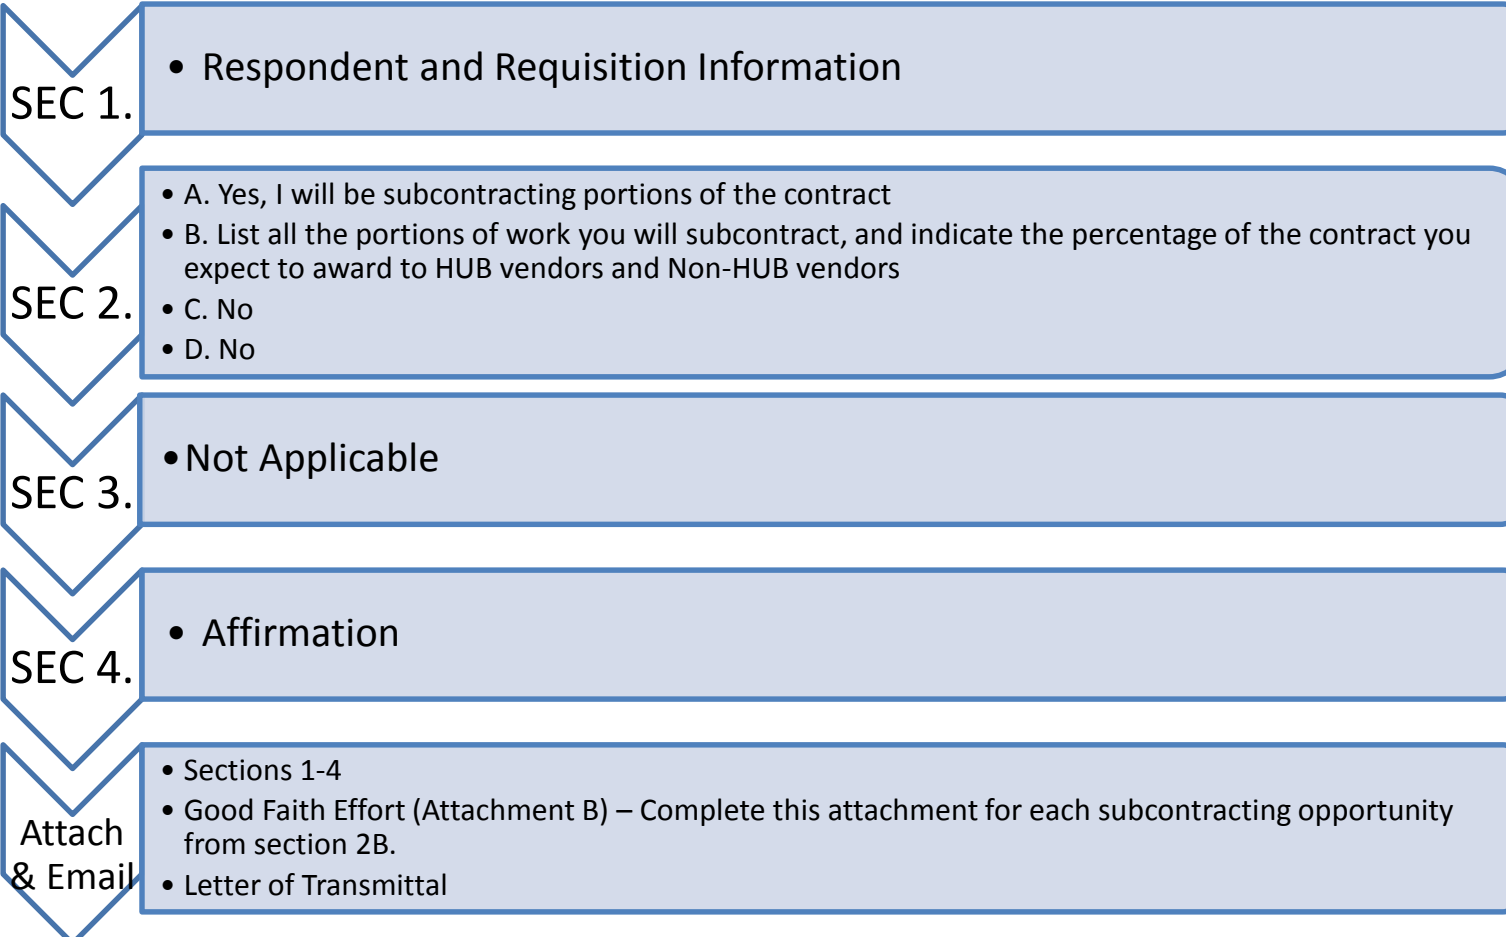 SEC 1.
• Respondent and Requisition Information
SEC 2.
• A. Yes, I will be subcontracting portions of the contract
• B. List all the portions of work you will subcontract, and indicate the percentage of the contract you
expect to award to HUB vendors and Non-HUB vendors
• C. No
• D. No
SEC 3.
•Not Applicable
SEC 4.
• Affirmation
Attach
& Email
• Sections 1-4
• Good Faith Effort (Attachment B) – Complete this attachment for each subcontracting opportunity
from section 2B.
• Letter of Transmittal